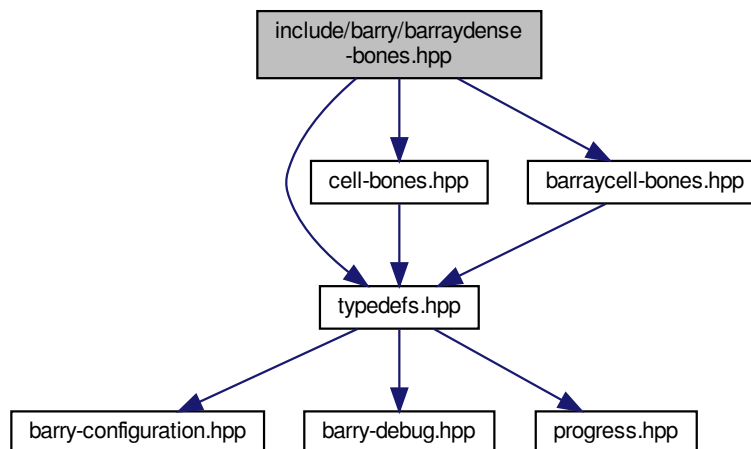 include/barry/barraydense
-bones.hpp
cell-bones.hpp
barraycell-bones.hpp
typedefs.hpp
barry-configuration.hpp
barry-debug.hpp
progress.hpp